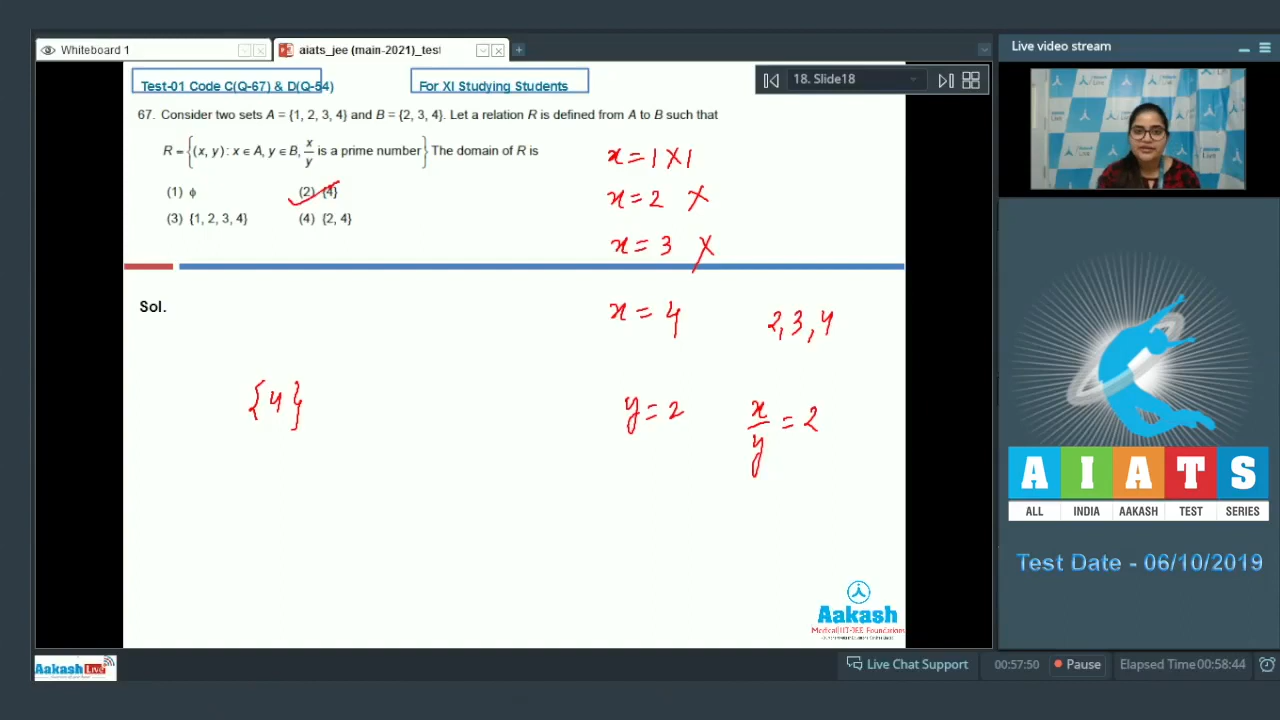 Whiteboard 1
aiats_jee (main-2021)_test
Live video stream
Test-01 Code C(Q-67) & D(Q-54)
For XI Studying Students
18. Slide18
67. Consider two sets A = {1, 2, 3, 4} and B = {2, 3, 4}. Let a relation R is defined from A to B such that
R = {(x, y) : x ∈ A, y ∈ B, x/y is a prime number} The domain of R is
(1) ϕ
(2) {4}
(3) {1, 2, 3, 4}
(4) {2, 4}
x = 1 X 1
x = 2 X
x = 3 X
Sol.
x = 4
2, 3, 4
{4}
y = 2
x/y = 2
A I A T S
ALL INDIA AAKASH TEST SERIES
Test Date - 06/10/2019
Aakash
Medical|IIT-JEE|Foundations
Aakash Live
Live Chat Support
00:57:50
Pause
Elapsed Time 00:58:44